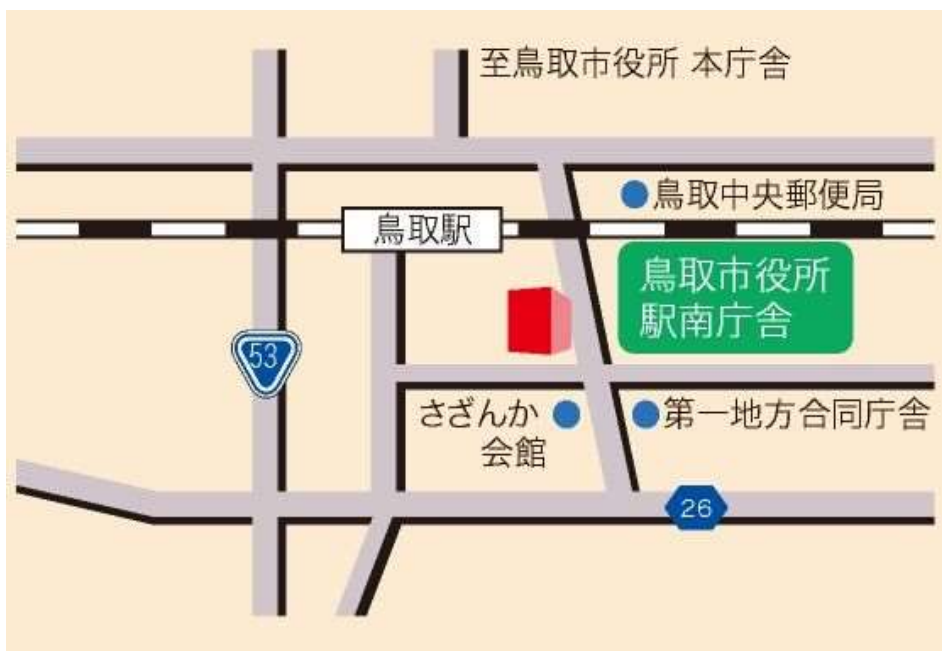 至鳥取市役所 本庁舎
鳥取中央郵便局
鳥取駅
鳥取市役所
駅南庁舎
53
さざんか
会館
第一地方合同庁舎
26